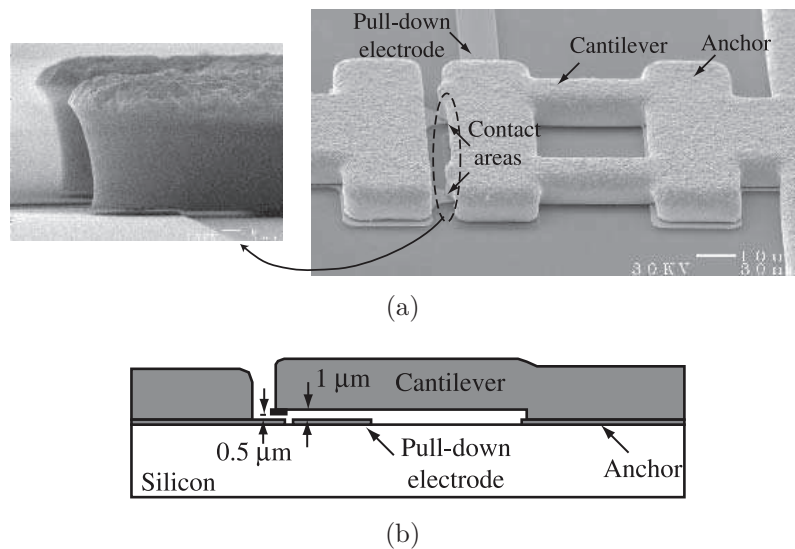 Pull-down
electrode
Cantilever
Anchor
Contact
areas
30KV
(a)
1 μm
Cantilever
0.5 μm
Pull-down
electrode
Anchor
Silicon
(b)